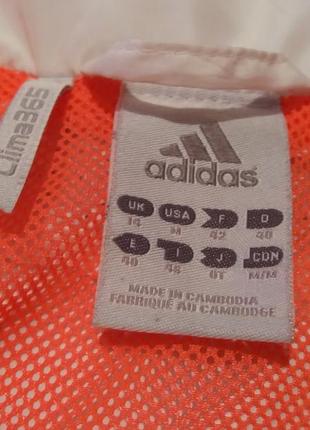 Clima365
adidas
UK USA F D
14 M 42 40
E I J CDN
40 46 OT M/M
MADE IN CAMBODIA
FABRIQUÉ AU CAMBODGE